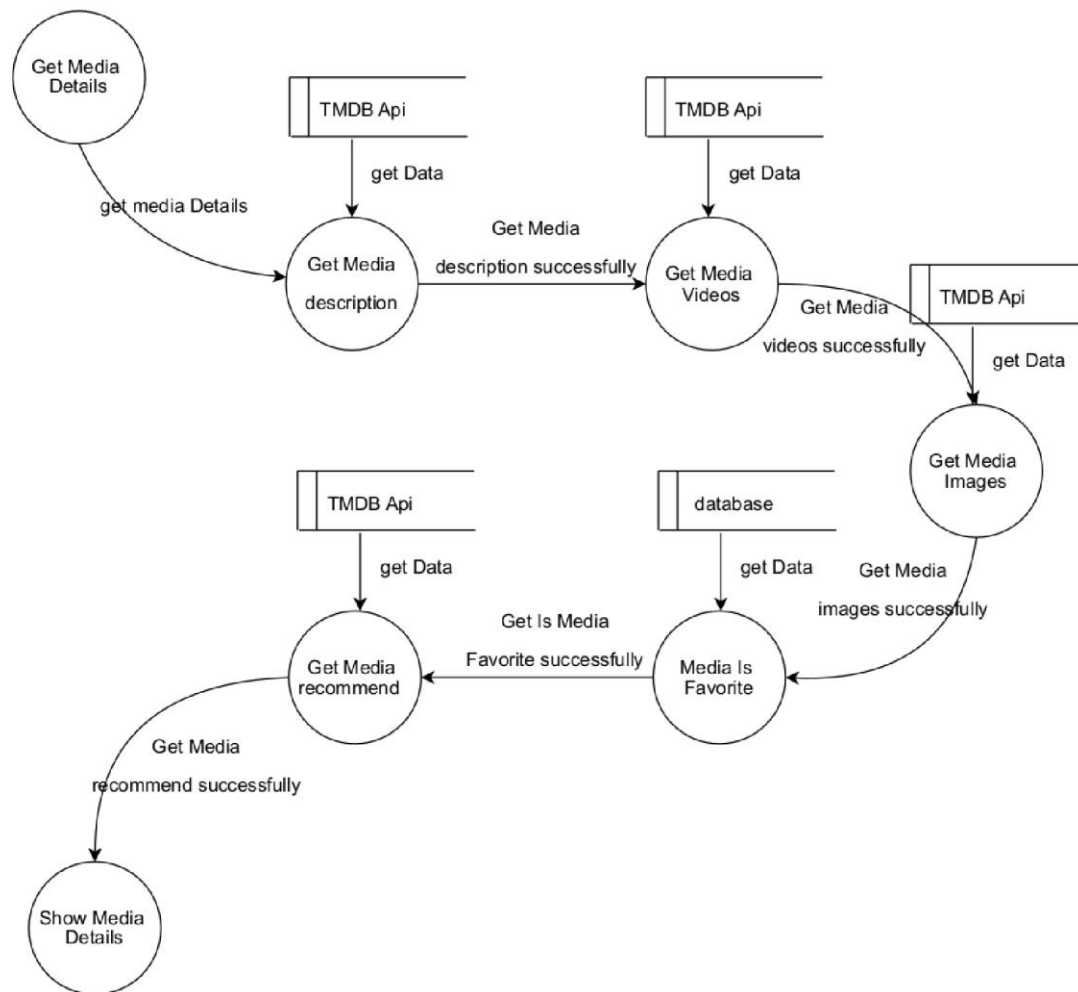 Get Media
Details
TMDB Api
TMDB Api
get Data
get Data
get media Details
Get Media
description successfully
Get Media
description
Get Media
Videos
TMDB Api
Get Media
videos successfully
get Data
Get Media
Images
TMDB Api
database
get Data
get Data
Get Media
images successfully
Get Is Media
Favorite successfully
Get Media
recommend
Media Is
Favorite
Get Media
recommend successfully
Show Media
Details